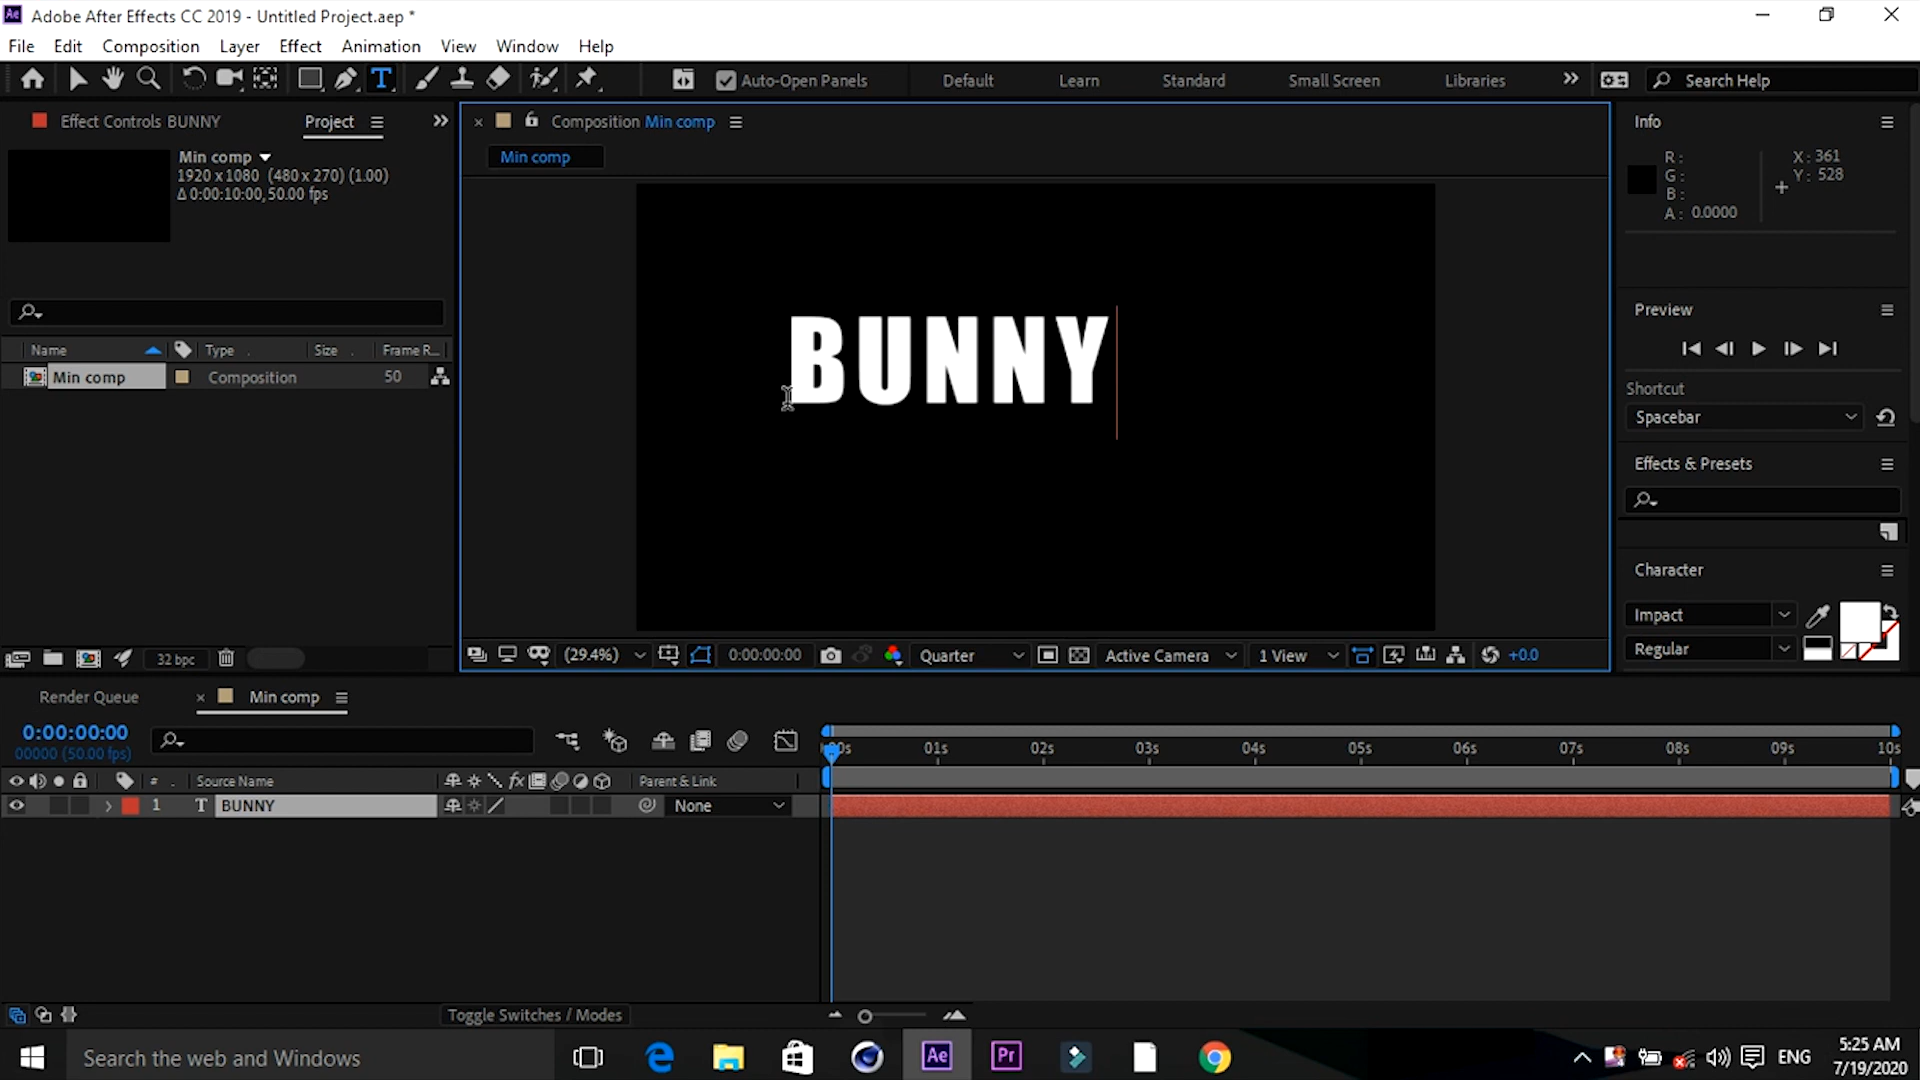 Ae Adobe After Effects CC 2019 - Untitled Project.aep *
File Edit Composition Layer Effect Animation View Window Help
T Auto-Open Panels Default Learn Standard Small Screen Libraries Search Help
Effect Controls BUNNY Project
Composition Min comp
Info
Min comp
1920 x 1080 (480 x 270) (1.00)
Δ 0:00:10:00, 50.00 fps
Min comp
R:
G:
B:
A: 0.0000
X: 361
Y: 528
BUNNY
Preview
Shortcut
Spacebar
Name Type Size Frame R...
Min comp Composition 50
Effects & Presets
Character
Impact
Regular
32 bpc
(29.4%) 0:00:00:00 Quarter Active Camera 1 View +0.0
Render Queue Min comp
0:00:00:00
00000 (50.00 fps)
01s 02s 03s 04s 05s 06s 07s 08s 09s 10s
# Source Name fx Parent & Link
1 T BUNNY None
Toggle Switches / Modes
Search the web and Windows
Ae Pr
ENG
5:25 AM
7/19/2020